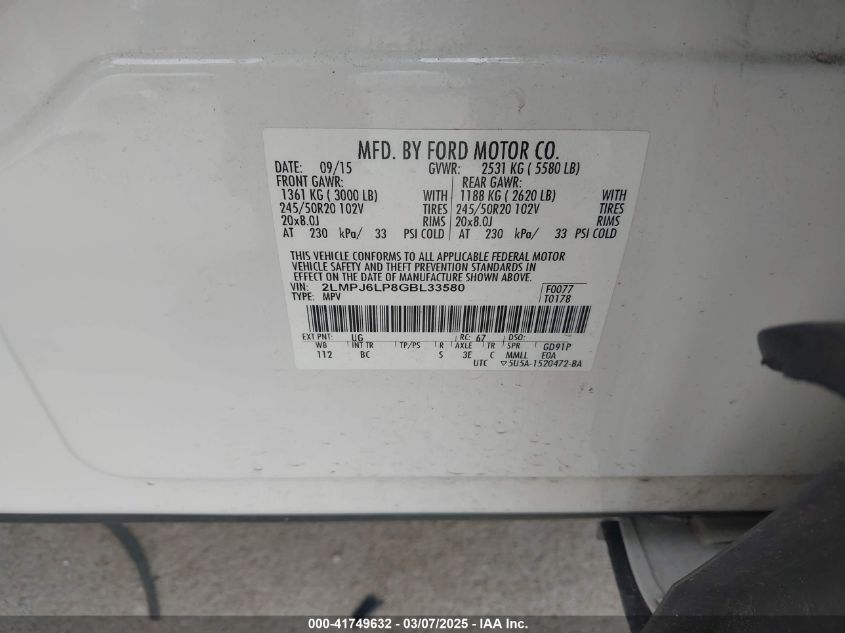 MFD. BY FORD MOTOR CO.
DATE: 09/15 GVWR: 2531 KG ( 5580 LB)
FRONT GAWR: REAR GAWR:
1361 KG ( 3000 LB) WITH 1188 KG ( 2620 LB) WITH
245/50R20 102V TIRES 245/50R20 102V TIRES
20x8.0J RIMS 20x8.0J RIMS
AT 230 kPa/ 33 PSI COLD AT 230 kPa/ 33 PSI COLD
THIS VEHICLE CONFORMS TO ALL APPLICABLE FEDERAL MOTOR
VEHICLE SAFETY AND THEFT PREVENTION STANDARDS IN
EFFECT ON THE DATE OF MANUFACTURE SHOWN ABOVE.
VIN: 2LMPJ6LP8GBL33580 F0077
TYPE: MPV T0178
EXT PNT: UG RC: 67 DSO:
WB INT TR TP/PS R AXLE TR SPR GD91P
112 BC S 3E C MMLL EQA
UTC ▽5U5A-1520472-BA
000-41749632 - 03/07/2025 - IAA Inc.